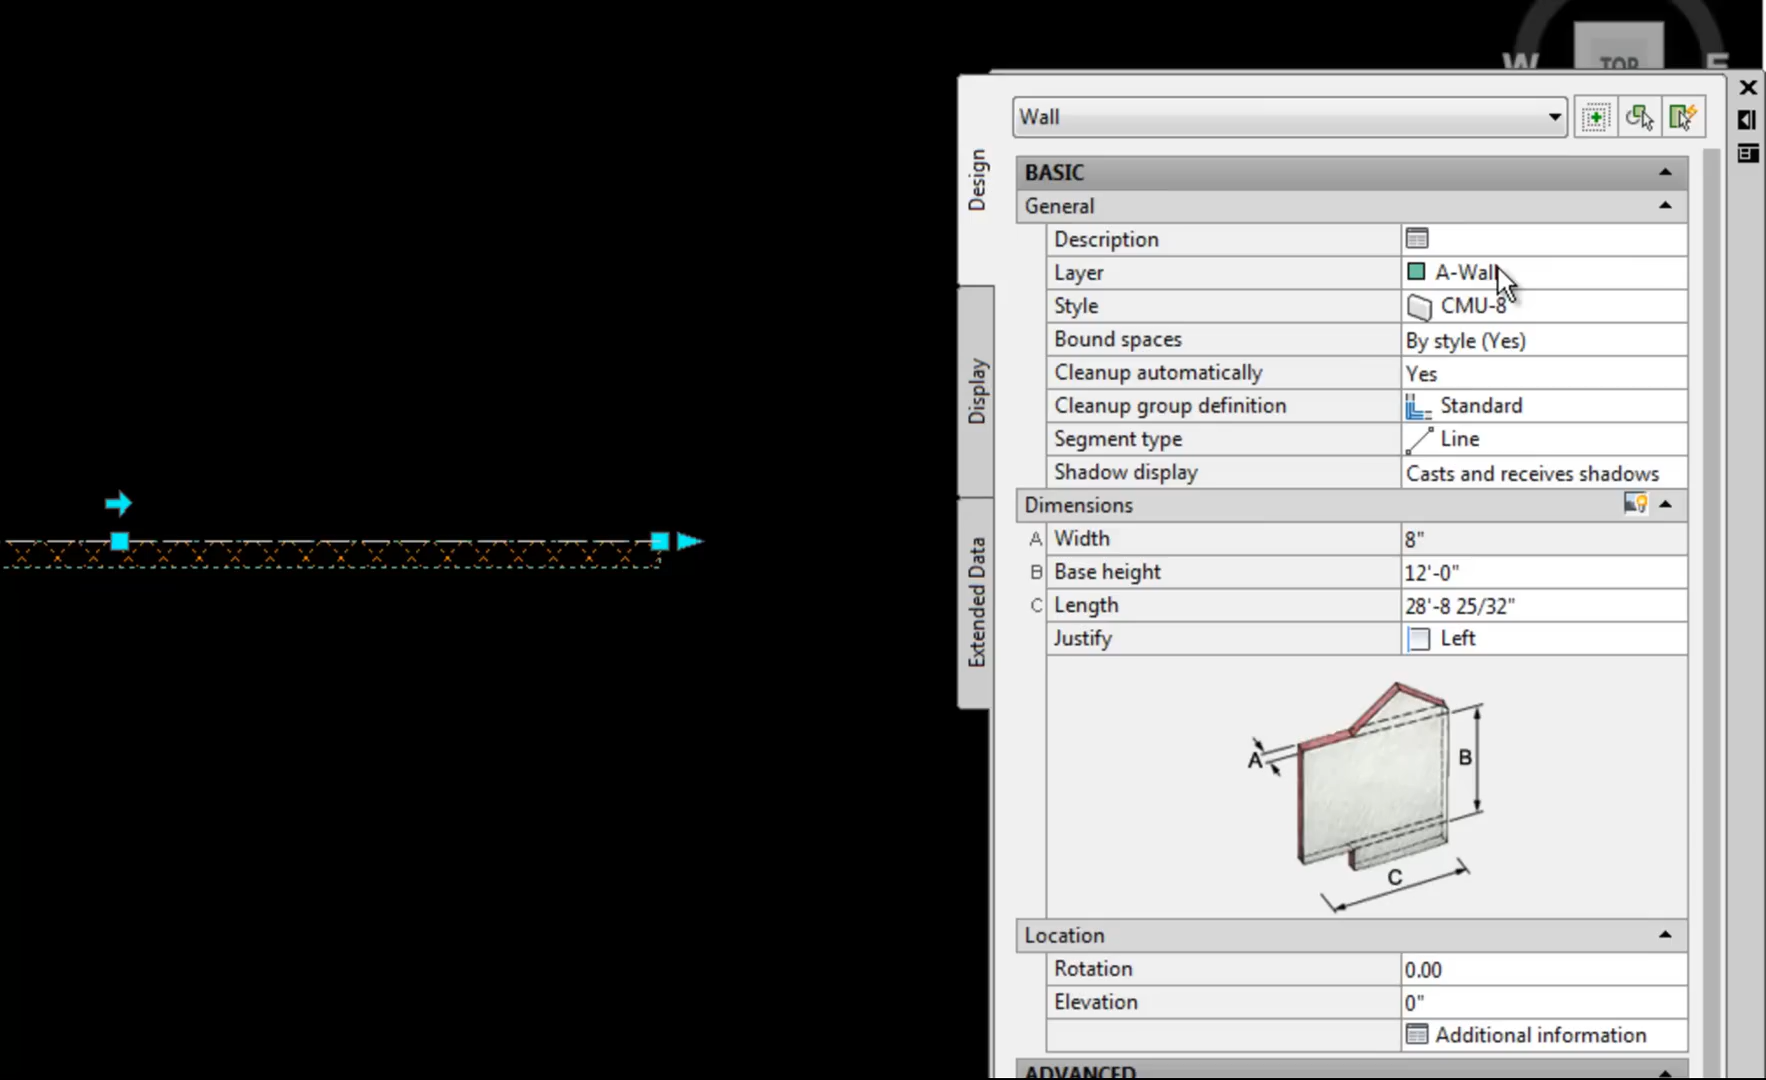 W TOP E
Wall
Design
BASIC
General
Description
Layer A-Wall
Style CMU-8
Bound spaces By style (Yes)
Cleanup automatically Yes
Display
Cleanup group definition Standard
Segment type Line
Shadow display Casts and receives shadows
Dimensions
A Width 8"
Extended Data
B Base height 12'-0"
C Length 28'-8 25/32"
Justify Left
A B
C
Location
Rotation 0.00
Elevation 0"
Additional information
ADVANCED